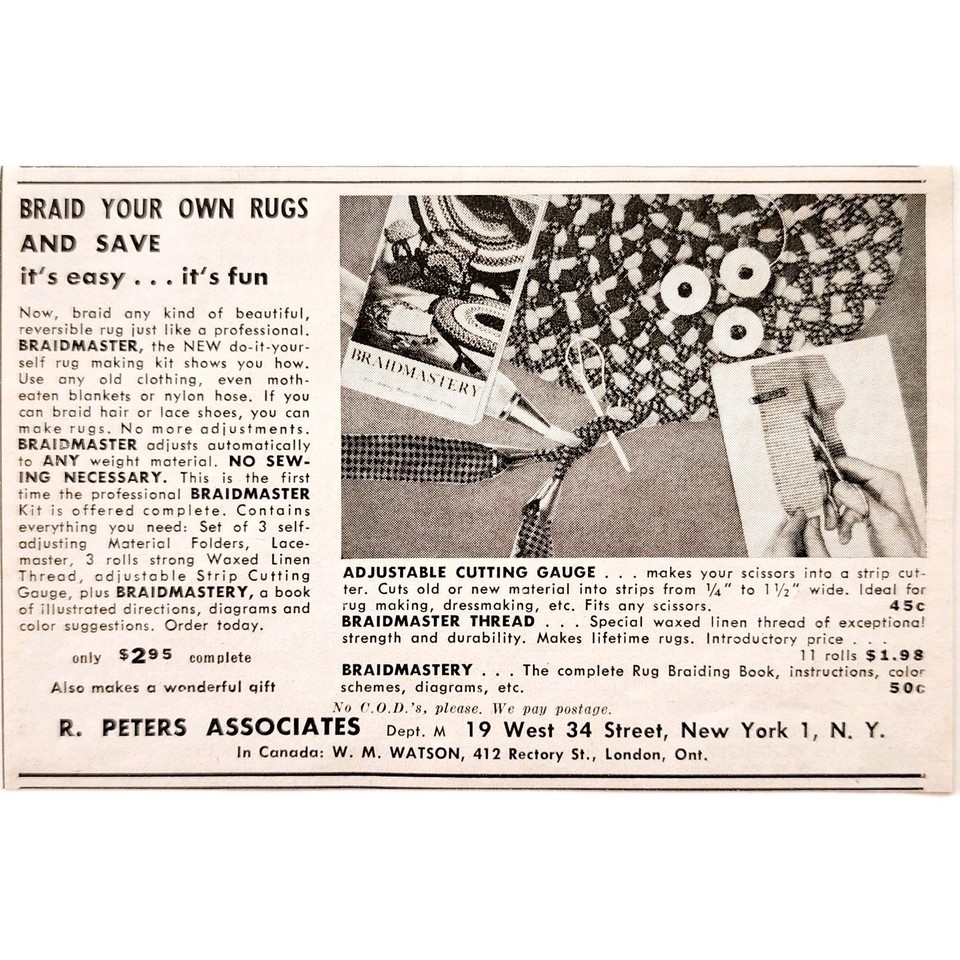 BRAID YOUR OWN RUGS
AND SAVE
it's easy . . . it's fun
Now, braid any kind of beautiful,
reversible rug just like a professional.
BRAIDMASTER, the NEW do-it-your-
self rug making kit shows you how.
Use any old clothing, even moth-
eaten blankets or nylon hose. If you
can braid hair or lace shoes, you can
make rugs. No more adjustments.
BRAIDMASTER adjusts automatically
to ANY weight material. NO SEW-
ING NECESSARY. This is the first
time the professional BRAIDMASTER
Kit is offered complete. Contains
everything you need: Set of 3 self-
adjusting Material Folders, Lace-
master, 3 rolls strong Waxed Linen
Thread, adjustable Strip Cutting
Gauge, plus BRAIDMASTERY, a book
of illustrated directions, diagrams and
color suggestions. Order today.
only $2.95 complete
Also makes a wonderful gift
BRAIDMASTERY
ADJUSTABLE CUTTING GAUGE . . . makes your scissors into a strip cut-
ter. Cuts old or new material into strips from 1/4" to 1 1/2" wide. Ideal for
rug making, dressmaking, etc. Fits any scissors. 45c
BRAIDMASTER THREAD . . . Special waxed linen thread of exceptional
strength and durability. Makes lifetime rugs. Introductory price . . .
11 rolls $1.98
BRAIDMASTERY . . . The complete Rug Braiding Book, instructions, color
schemes, diagrams, etc. 50c
No C.O.D.'s, please. We pay postage.
R. PETERS ASSOCIATES Dept. M 19 West 34 Street, New York 1, N. Y.
In Canada: W. M. WATSON, 412 Rectory St., London, Ont.